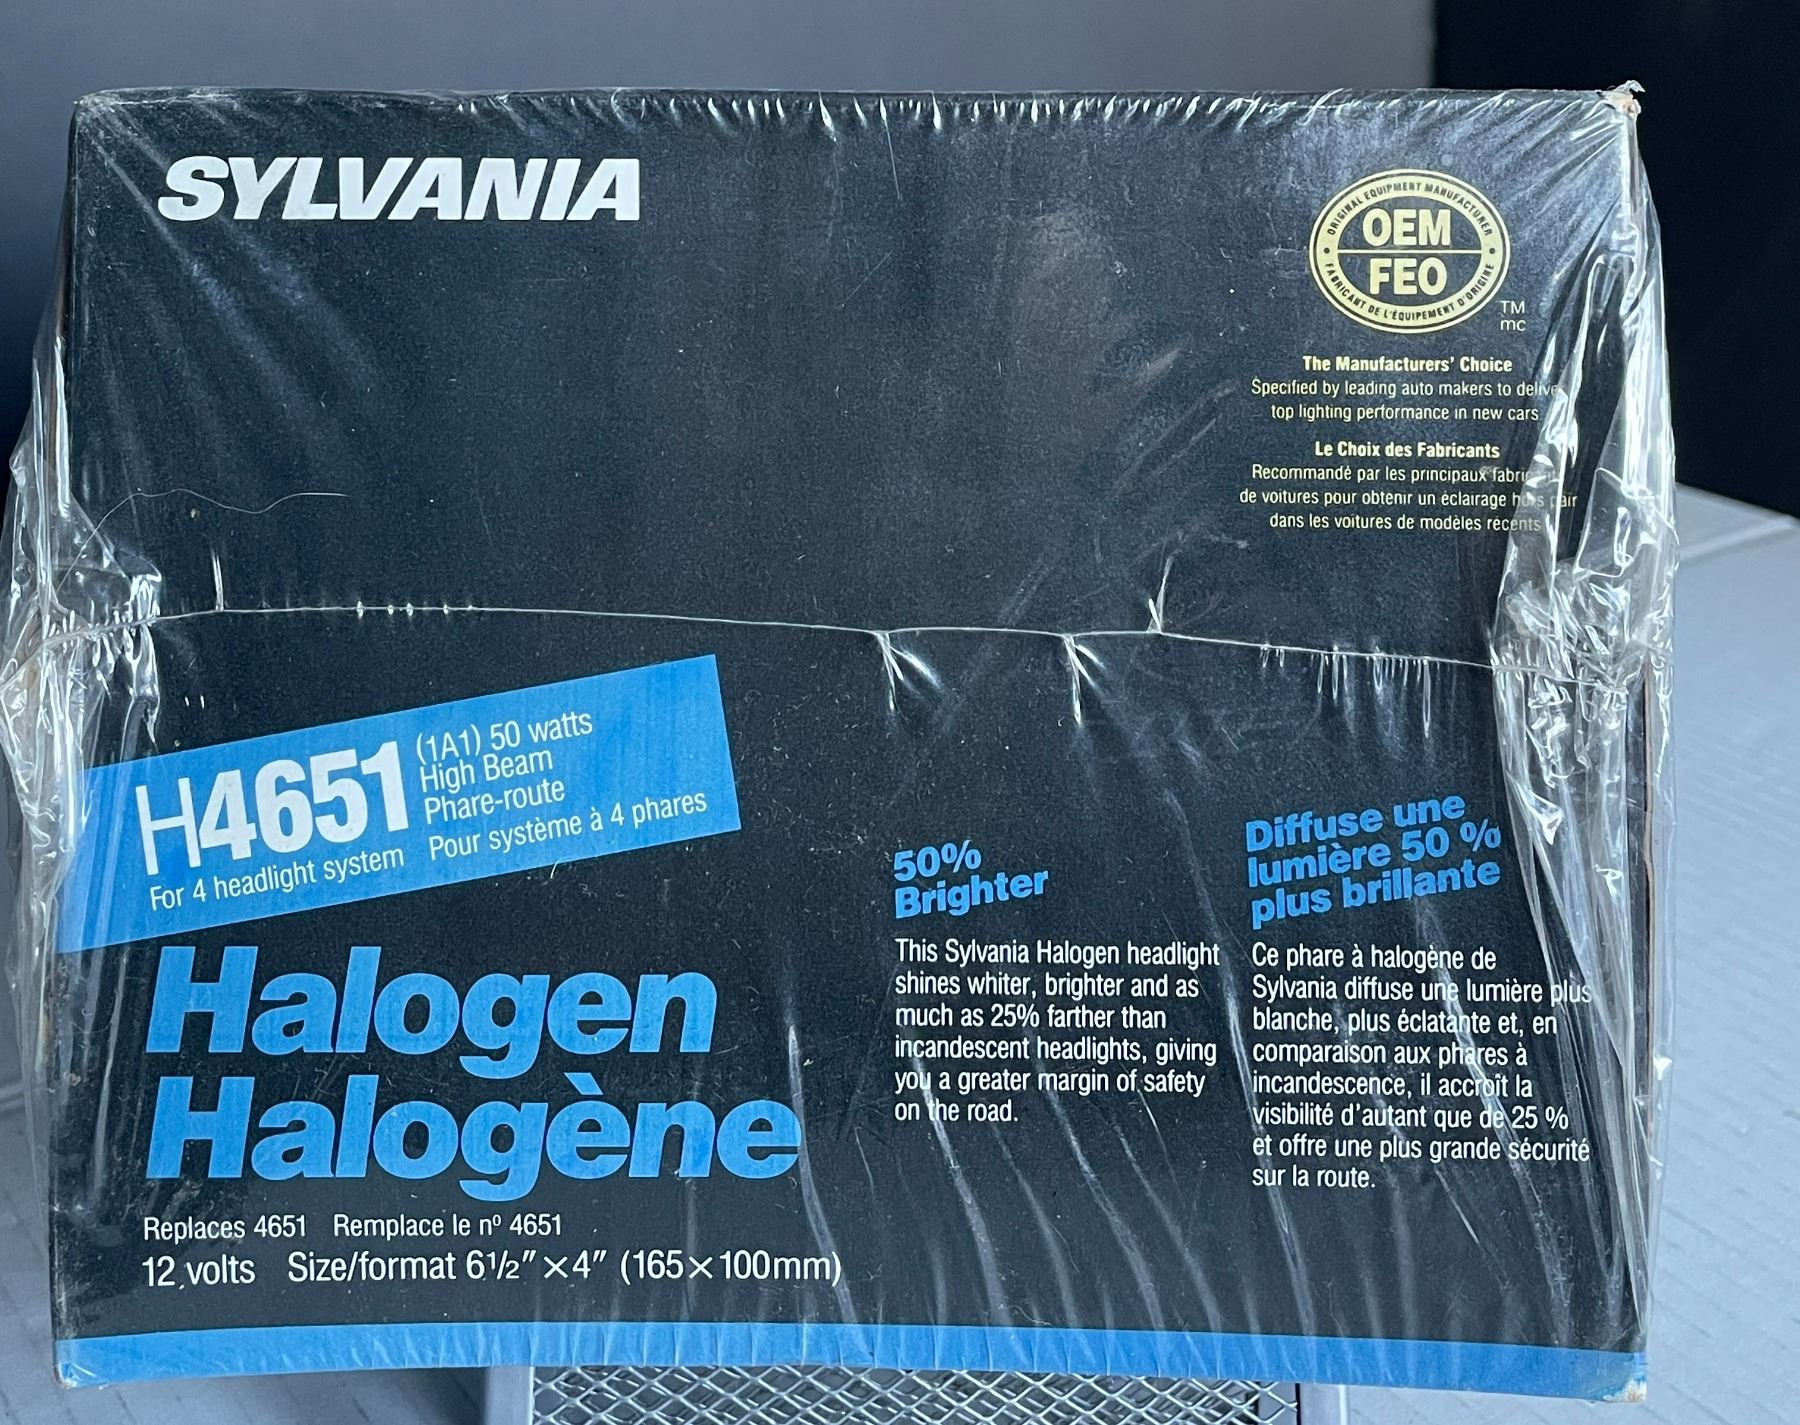 SYLVANIA
ORIGINAL EQUIPMENT MANUFACTURER
OEM
FEO
FABRICANT DE L'ÉQUIPEMENT D'ORIGINE
TM
mc
The Manufacturers' Choice
Specified by leading auto makers to deliver
top lighting performance in new cars
Le Choix des Fabricants
Recommandé par les principaux
de voitures pour obtenir un éclairage hors pair
dans les voitures de modèles récents
H4651
(1A1) 50 watts
High Beam
Phare-route
For 4 headlight system Pour système à 4 phares
Halogen
Halogène
Replaces 4651 Remplace le nº 4651
12 volts Size/format 6 1/2" × 4" (165 × 100mm)
50%
Brighter
This Sylvania Halogen headlight
shines whiter, brighter and as
much as 25% farther than
incandescent headlights, giving
you a greater margin of safety
on the road.
Diffuse une
lumière 50 %
plus brillante
Ce phare à halogène de
Sylvania diffuse une lumière plus
blanche, plus éclatante et, en
comparaison aux phares à
incandescence, il accroît la
visibilité d'autant que de 25 %
et offre une plus grande sécurité
sur la route.